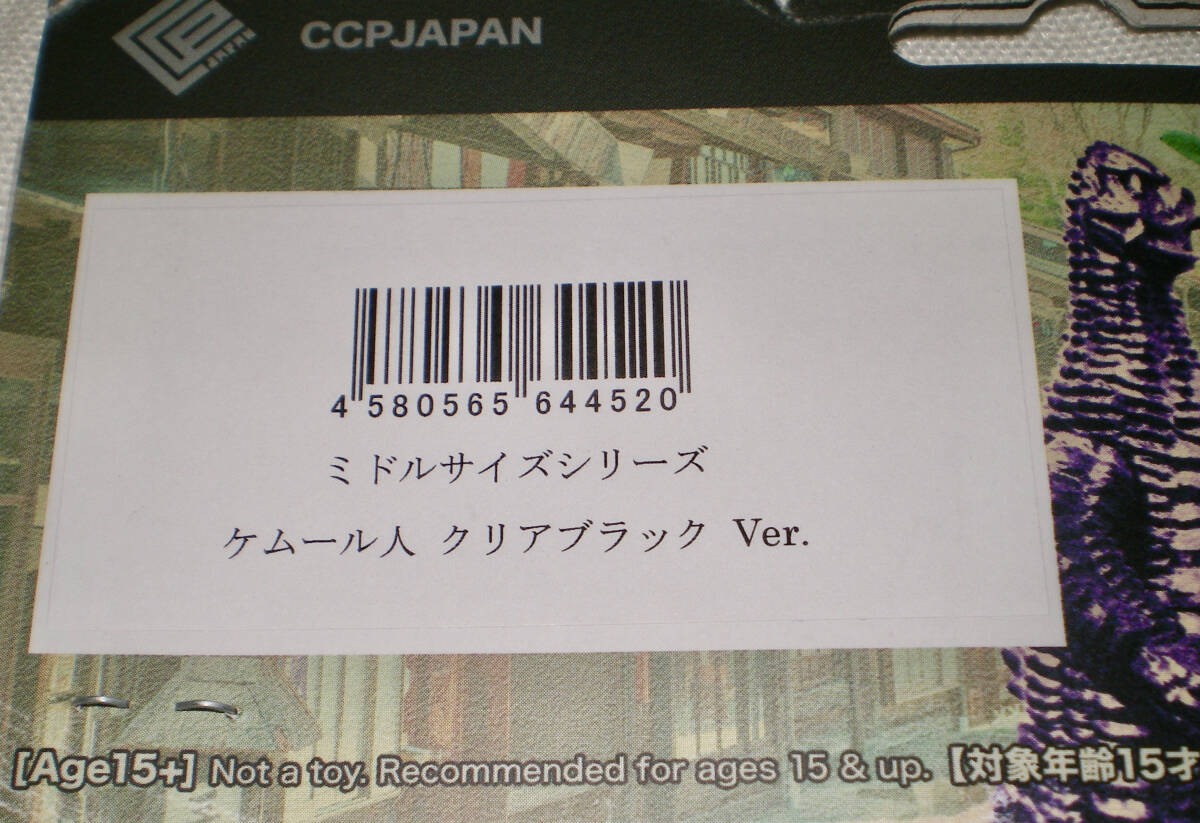 JAPAN
CCPJAPAN
4 580565 644520
ミドルサイズシリーズ
ケムール人 クリアブラック Ver.
[Age15+] Not a toy. Recommended for ages 15 & up.【対象年齢15才